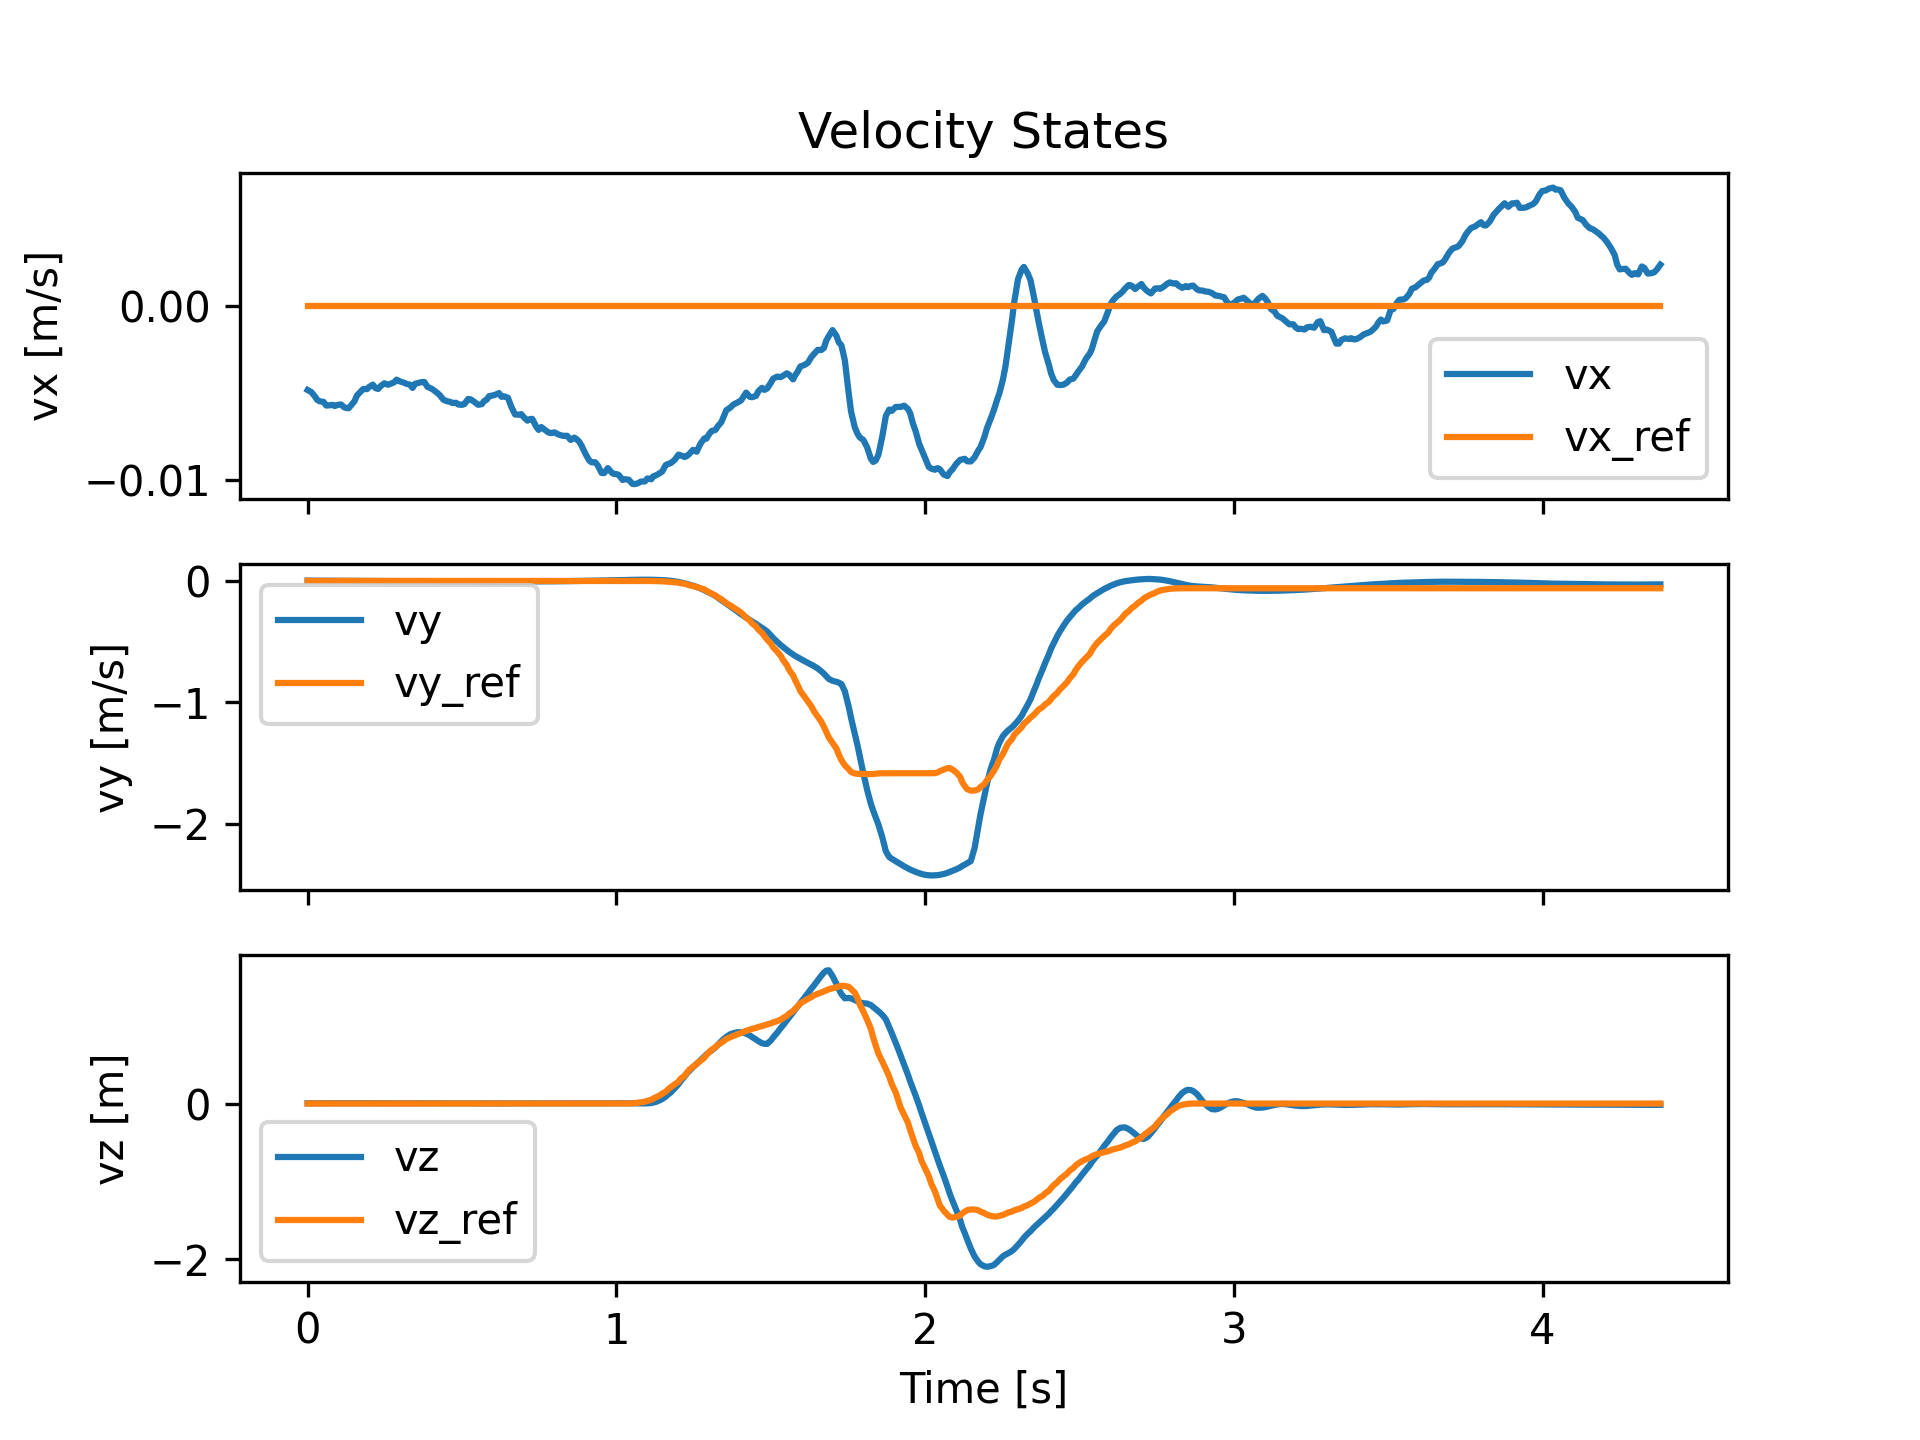 Velocity States
vx [m/s]
0.00
−0.01
vx
vx_ref
vy [m/s]
0
−1
−2
vy
vy_ref
vz [m]
0
−2
vz
vz_ref
0 1 2 3 4
Time [s]